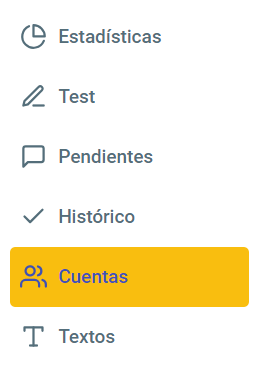 Estadísticas
Test
Pendientes
Histórico
Cuentas
Textos